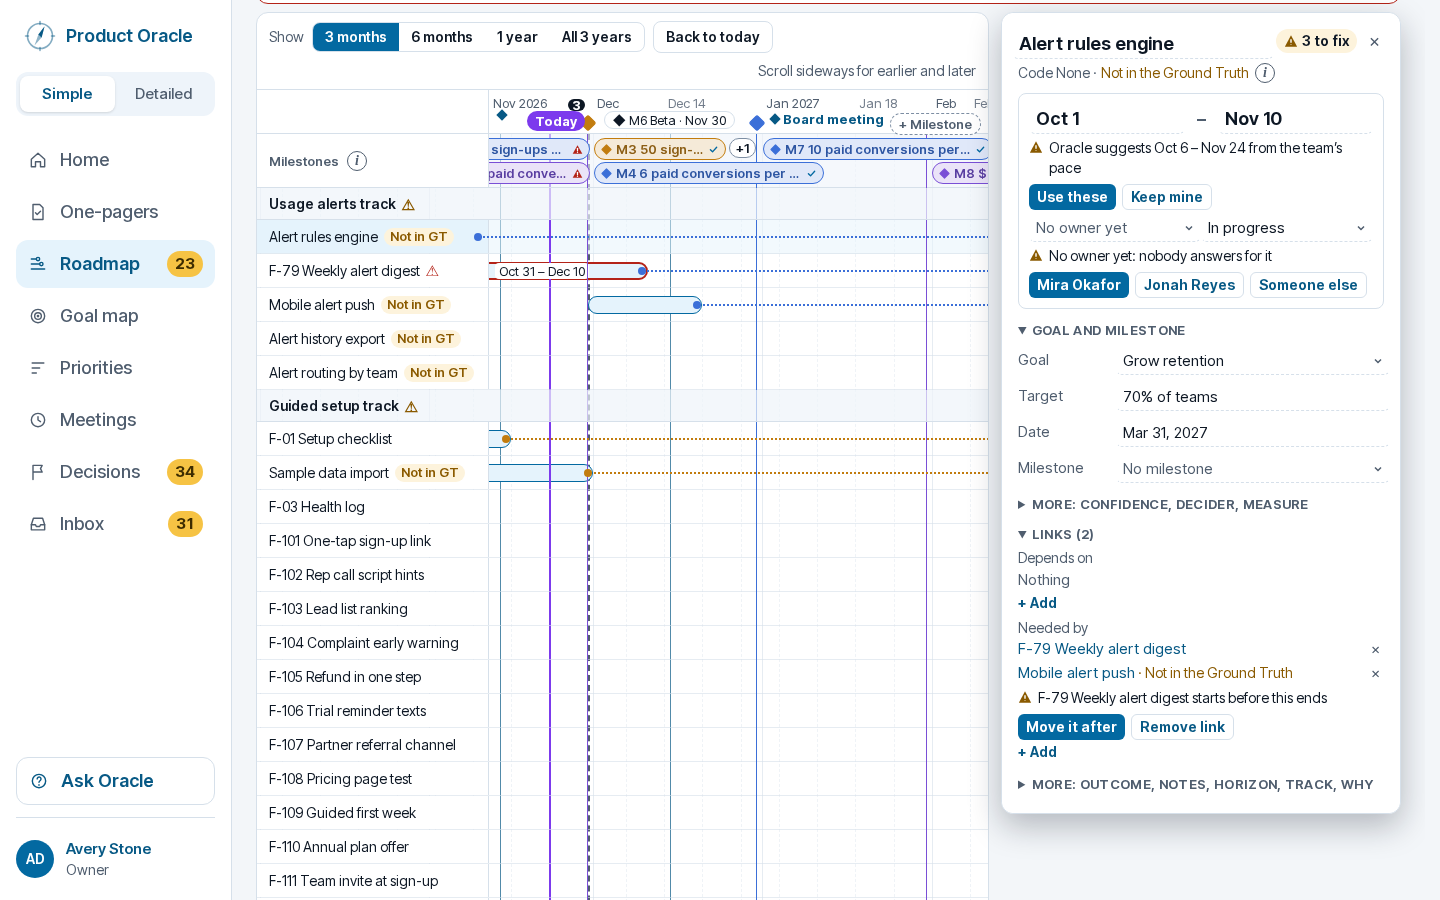 Product Oracle
Simple
Detailed
Home
One-pagers
Roadmap 23
Goal map
Priorities
Meetings
Decisions 34
Inbox 31
Ask Oracle
AD
Avery Stone
Owner
Show
3 months
6 months
1 year
All 3 years
Back to today
Scroll sideways for earlier and later
Nov 2026
3
Dec
Dec 14
Jan 2027
Jan 18
Feb
Today
M6 Beta · Nov 30
Board meeting
+ Milestone
Milestones
sign-ups ...
M3 50 sign-...
+1
M7 10 paid conversions per...
paid conve...
M4 6 paid conversions per ...
M8 $
Usage alerts track
Alert rules engine Not in GT
F-79 Weekly alert digest
Oct 31 – Dec 10
Mobile alert push Not in GT
Alert history export Not in GT
Alert routing by team Not in GT
Guided setup track
F-01 Setup checklist
Sample data import Not in GT
F-03 Health log
F-101 One-tap sign-up link
F-102 Rep call script hints
F-103 Lead list ranking
F-104 Complaint early warning
F-105 Refund in one step
F-106 Trial reminder texts
F-107 Partner referral channel
F-108 Pricing page test
F-109 Guided first week
F-110 Annual plan offer
F-111 Team invite at sign-up
Alert rules engine
3 to fix
×
Code None · Not in the Ground Truth
Oct 1 – Nov 10
Oracle suggests Oct 6 – Nov 24 from the team's
pace
Use these
Keep mine
No owner yet
In progress
No owner yet: nobody answers for it
Mira Okafor
Jonah Reyes
Someone else
GOAL AND MILESTONE
Goal Grow retention
Target 70% of teams
Date Mar 31, 2027
Milestone No milestone
MORE: CONFIDENCE, DECIDER, MEASURE
LINKS (2)
Depends on
Nothing
+ Add
Needed by
F-79 Weekly alert digest ×
Mobile alert push · Not in the Ground Truth ×
F-79 Weekly alert digest starts before this ends
Move it after
Remove link
+ Add
MORE: OUTCOME, NOTES, HORIZON, TRACK, WHY